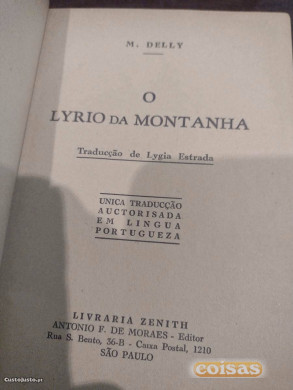 M. DELLY
O
LYRIO DA MONTANHA
Traducção de Lygia Estrada
UNICA TRADUCÇÃO
AUCTORISADA
EM LINGUA
PORTUGUEZA
LIVRARIA ZENITH
ANTONIO F. DE MORAES - Editor
Rua S. Bento, 36-B - Caixa Postal, 1210
SÃO PAULO
CustoJusto.pt
coisas